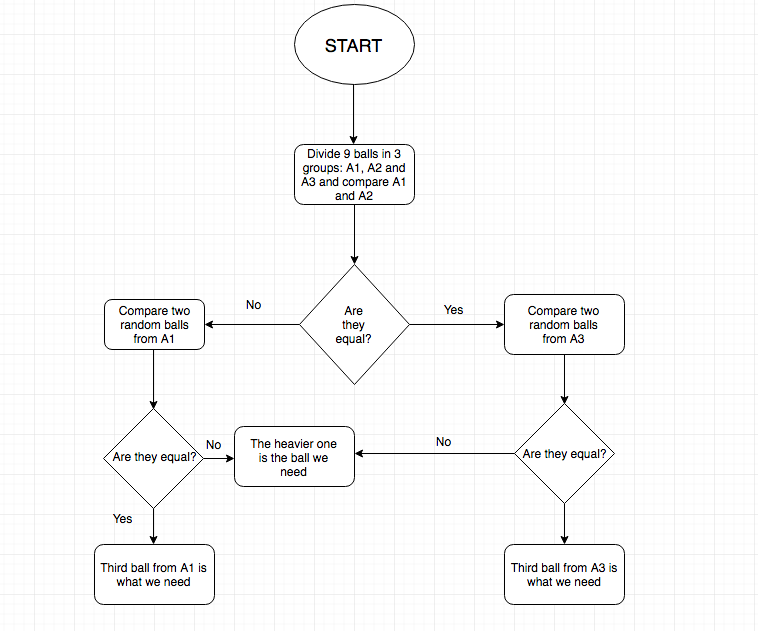 START
Divide 9 balls in 3
groups: A1, A2 and
A3 and compare A1
and A2
Are
they
equal?
No
Yes
Compare two
random balls
from A1
Compare two
random balls
from A3
Are they equal?
No
The heavier one
is the ball we
need
No
Are they equal?
Yes
Third ball from A1 is
what we need
Third ball from A3 is
what we need